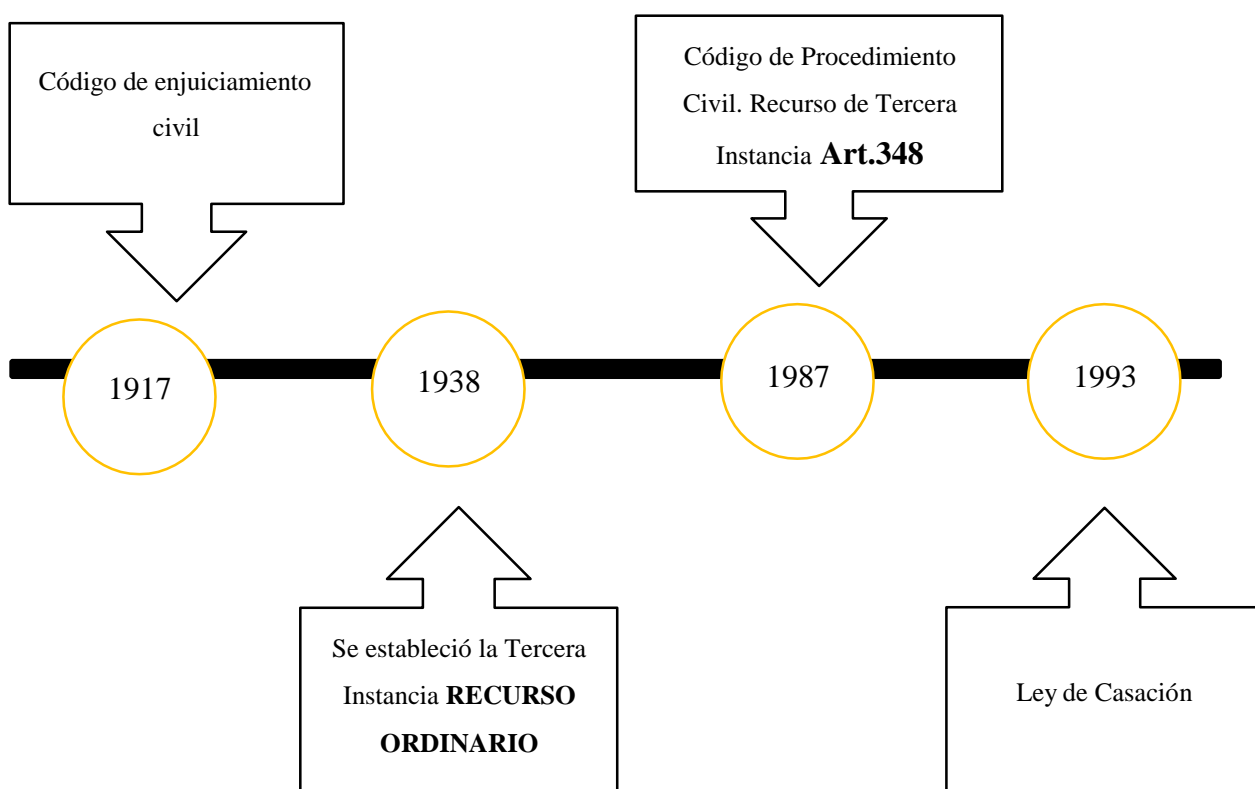 Código de enjuiciamiento
civil
Código de Procedimiento
Civil. Recurso de Tercera
Instancia Art.348
1917
1938
1987
1993
Se estableció la Tercera
Instancia RECURSO
ORDINARIO
Ley de Casación